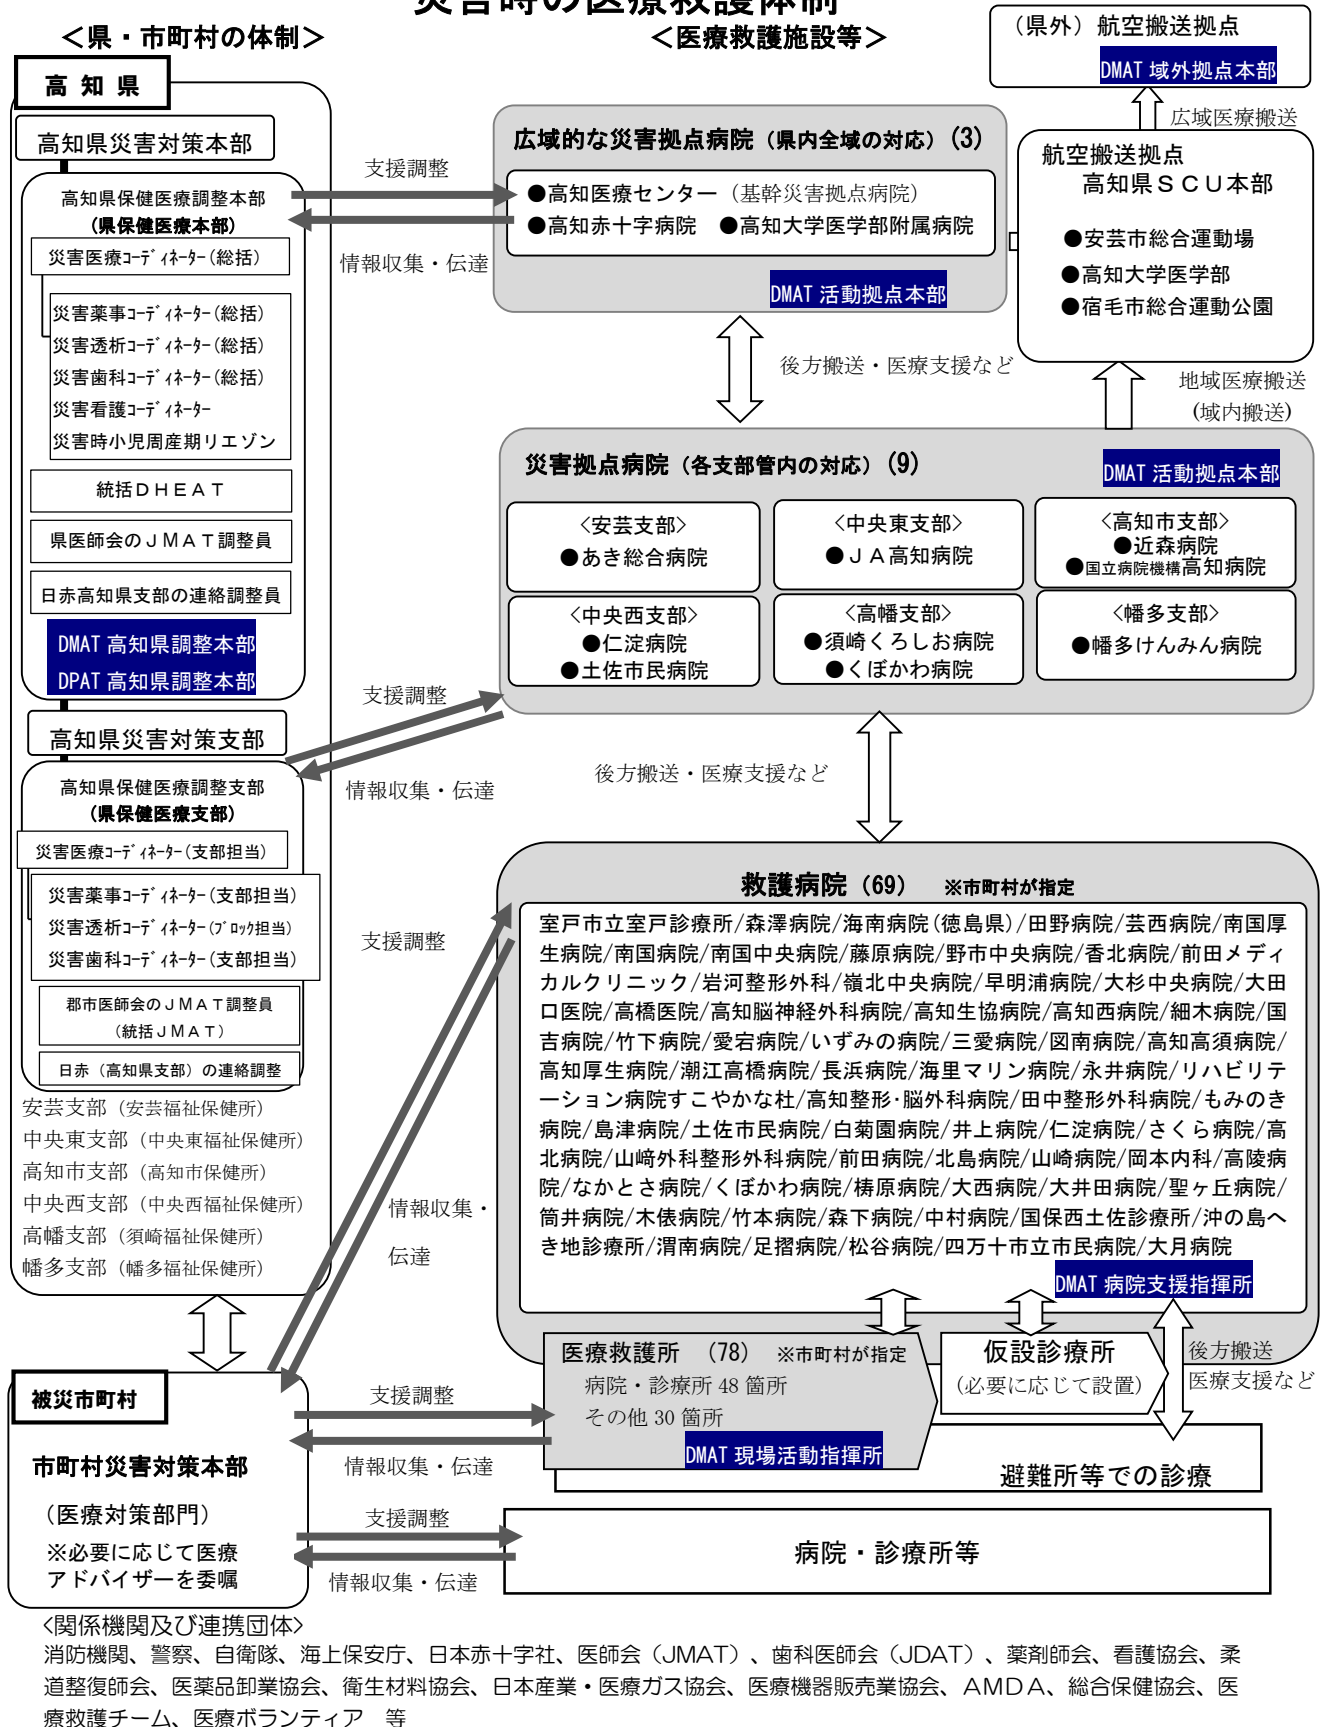 災害時の医療救護体制
＜県・市町村の体制＞
高 知 県
高知県災害対策本部
高知県保健医療調整本部
(県保健医療本部)
災害医療コーディネーター(総括)
災害薬事コーディネーター(総括)
災害透析コーディネーター(総括)
災害歯科コーディネーター(総括)
災害看護コーディネーター
災害時小児周産期リエゾン
統括ＤＨＥＡＴ
県医師会のＪＭＡＴ調整員
日赤高知県支部の連絡調整員
DMAT 高知県調整本部
DPAT 高知県調整本部
高知県災害対策支部
高知県保健医療調整支部
(県保健医療支部)
災害医療コーディネーター(支部担当)
災害薬事コーディネーター(支部担当)
災害透析コーディネーター(ブロック担当)
災害歯科コーディネーター(支部担当)
郡市医師会のＪＭＡＴ調整員
(統括ＪＭＡＴ)
日赤（高知県支部）の連絡調整
安芸支部（安芸福祉保健所）
中央東支部（中央東福祉保健所）
高知市支部（高知市保健所）
中央西支部（中央西福祉保健所）
高幡支部（須崎福祉保健所）
幡多支部（幡多福祉保健所）
被災市町村
市町村災害対策本部
（医療対策部門）
※必要に応じて医療
アドバイザーを委嘱
支援調整
情報収集・伝達
支援調整
情報収集・伝達
支援調整
情報収集・
伝達
支援調整
情報収集・伝達
支援調整
情報収集・伝達
＜医療救護施設等＞
広域的な災害拠点病院（県内全域の対応）(3)
●高知医療センター（基幹災害拠点病院）
●高知赤十字病院　●高知大学医学部附属病院
DMAT 活動拠点本部
後方搬送・医療支援など
（県外）航空搬送拠点
DMAT 域外拠点本部
広域医療搬送
航空搬送拠点
高知県ＳＣＵ本部
●安芸市総合運動場
●高知大学医学部
●宿毛市総合運動公園
地域医療搬送
(域内搬送)
災害拠点病院（各支部管内の対応）(9)
DMAT 活動拠点本部
〈安芸支部〉
●あき総合病院
〈中央東支部〉
●ＪＡ高知病院
〈高知市支部〉
●近森病院
●国立病院機構高知病院
〈中央西支部〉
●仁淀病院
●土佐市民病院
〈高幡支部〉
●須崎くろしお病院
●くぼかわ病院
〈幡多支部〉
●幡多けんみん病院
後方搬送・医療支援など
救護病院（69）　※市町村が指定
室戸市立室戸診療所/森澤病院/海南病院(徳島県)/田野病院/芸西病院/南国厚
生病院/南国病院/南国中央病院/藤原病院/野市中央病院/香北病院/前田メディ
カルクリニック/岩河整形外科/嶺北中央病院/早明浦病院/大杉中央病院/大田
口医院/高橋医院/高知脳神経外科病院/高知生協病院/高知西病院/細木病院/国
吉病院/竹下病院/愛宕病院/いずみの病院/三愛病院/図南病院/高知高須病院/
高知厚生病院/潮江高橋病院/長浜病院/海里マリン病院/永井病院/リハビリテ
ーション病院すこやかな杜/高知整形･脳外科病院/田中整形外科病院/もみのき
病院/島津病院/土佐市民病院/白菊園病院/井上病院/仁淀病院/さくら病院/高
北病院/山﨑外科整形外科病院/前田病院/北島病院/山崎病院/岡本内科/高陵病
院/なかとさ病院/くぼかわ病院/梼原病院/大西病院/大井田病院/聖ヶ丘病院/
筒井病院/木俵病院/竹本病院/森下病院/中村病院/国保西土佐診療所/沖の島へ
き地診療所/渭南病院/足摺病院/松谷病院/四万十市立市民病院/大月病院
DMAT 病院支援指揮所
医療救護所　（78）　※市町村が指定
病院・診療所 48 箇所
その他 30 箇所
DMAT 現場活動指揮所
仮設診療所
(必要に応じて設置)
後方搬送
医療支援など
避難所等での診療
病院・診療所等
〈関係機関及び連携団体〉
消防機関、警察、自衛隊、海上保安庁、日本赤十字社、医師会（JMAT）、歯科医師会（JDAT）、薬剤師会、看護協会、柔
道整復師会、医薬品卸業協会、衛生材料協会、日本産業・医療ガス協会、医療機器販売業協会、ＡＭＤＡ、総合保健協会、医
療救護チーム、医療ボランティア　等